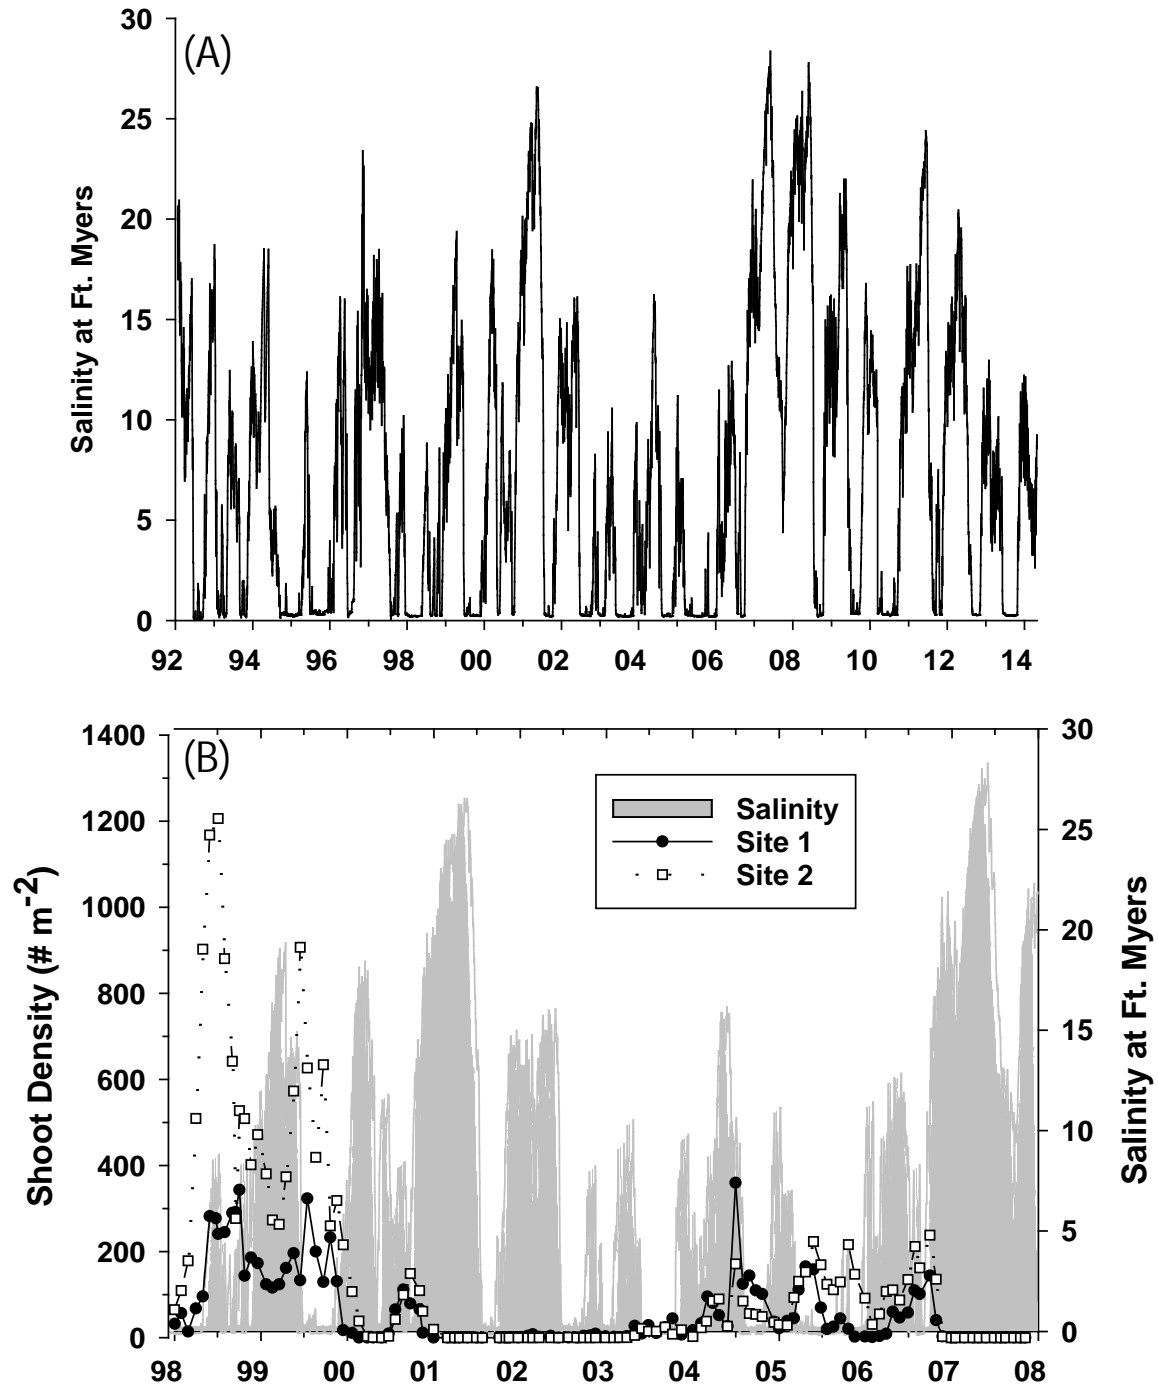 (A)
Salinity at Ft. Myers
30
25
20
15
10
5
0
92 94 96 98 00 02 04 06 08 10 12 14
(B)
Shoot Density (# m-2)
1400
1200
1000
800
600
400
200
0
Salinity
Site 1
Site 2
30
25
20
15
10
5
0
Salinity at Ft. Myers
98 99 00 01 02 03 04 05 06 07 08